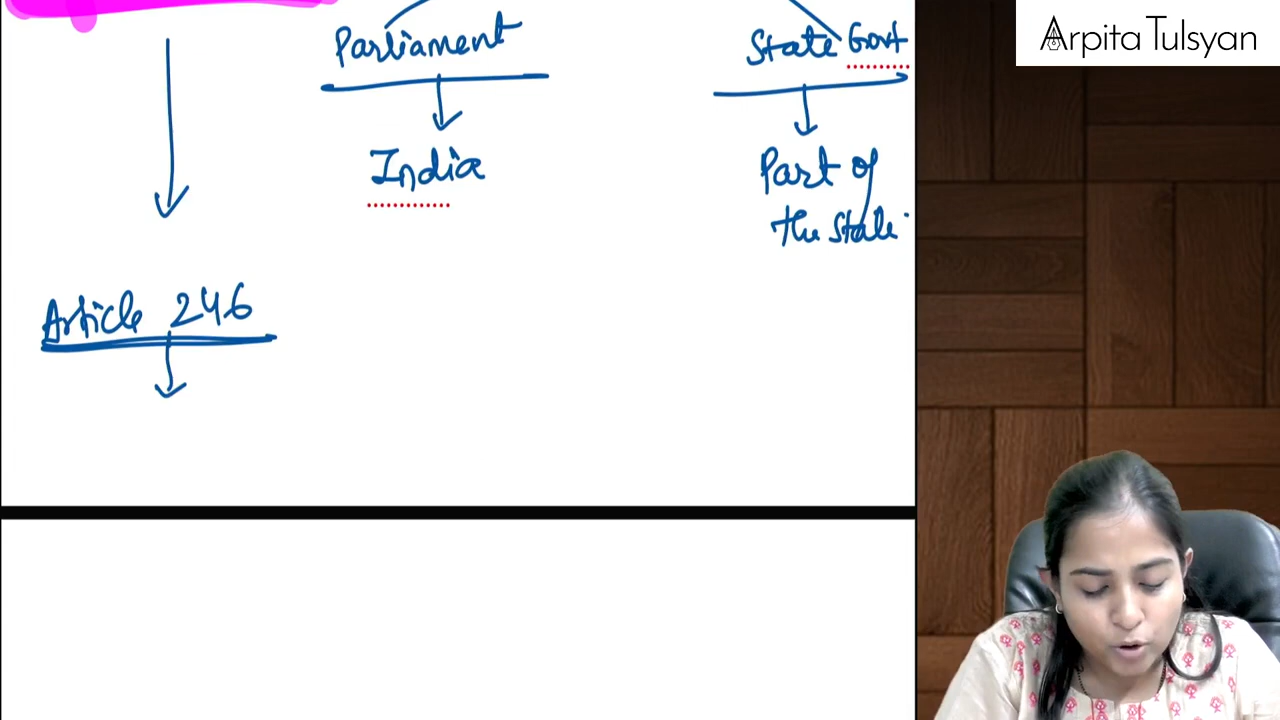 Arpita Tulsyan
Parliament
State Govt
India
Part of
the State.
Article 246